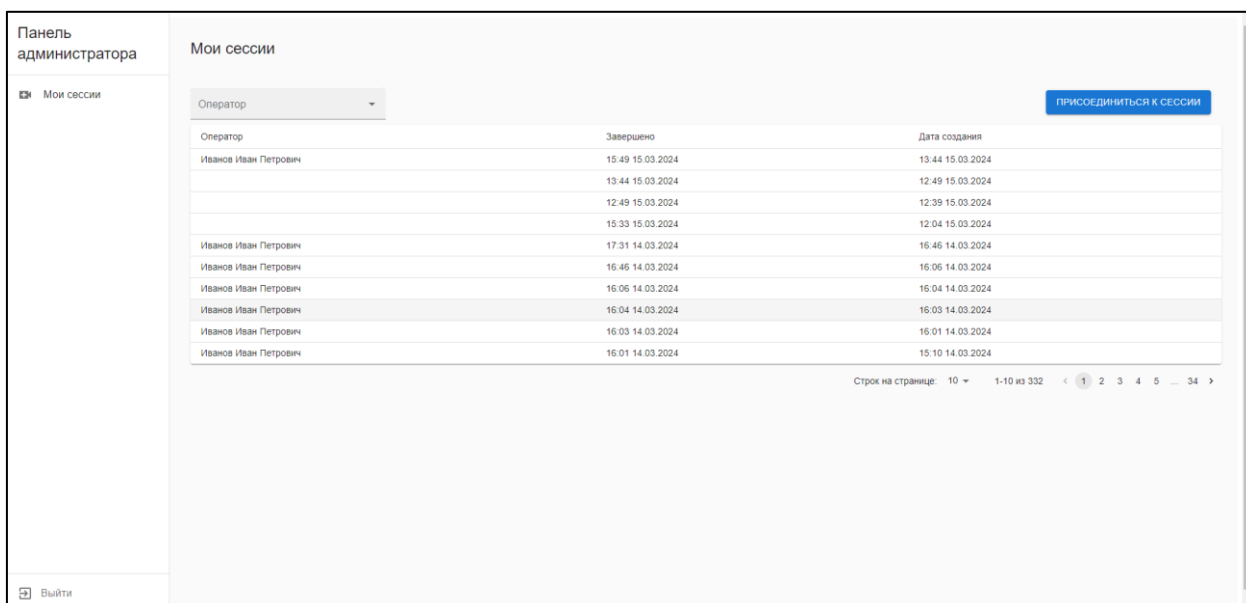 Панель
администратора
Мои сессии
Мои сессии
Оператор
ПРИСОЕДИНИТЬСЯ К СЕССИИ
Оператор Завершено Дата создания
Иванов Иван Петрович 15:49 15.03.2024 13:44 15.03.2024
13:44 15.03.2024 12:49 15.03.2024
12:49 15.03.2024 12:39 15.03.2024
15:33 15.03.2024 12:04 15.03.2024
Иванов Иван Петрович 17:31 14.03.2024 16:46 14.03.2024
Иванов Иван Петрович 16:46 14.03.2024 16:06 14.03.2024
Иванов Иван Петрович 16:06 14.03.2024 16:04 14.03.2024
Иванов Иван Петрович 16:04 14.03.2024 16:03 14.03.2024
Иванов Иван Петрович 16:03 14.03.2024 16:01 14.03.2024
Иванов Иван Петрович 16:01 14.03.2024 15:10 14.03.2024
Строк на странице: 10 1-10 из 332 < 1 2 3 4 5 ... 34 >
Выйти